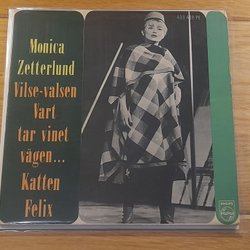 Monica
Zetterlund
Vilse-valsen
Vart
tar vinet
vägen...
Katten
Felix
PHILIPS